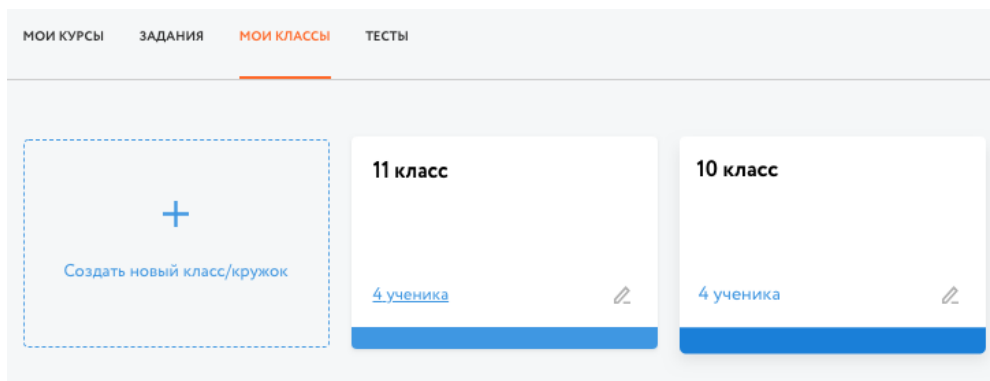 МОИ КУРСЫ ЗАДАНИЯ МОИ КЛАССЫ ТЕСТЫ
11 класс
10 класс
Создать новый класс/кружок
4 ученика
4 ученика